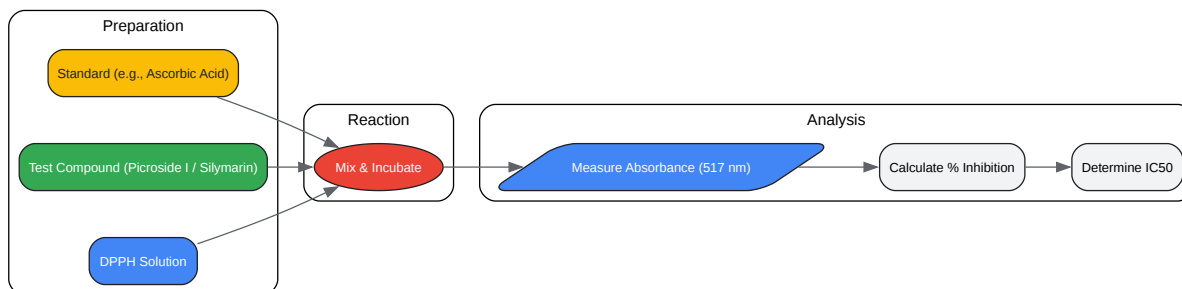 Preparation
Standard (e.g., Ascorbic Acid)
Test Compound (Picroside I / Silymarin)
DPPH Solution
Reaction
Mix & Incubate
Analysis
Measure Absorbance (517 nm)
Calculate % Inhibition
Determine IC50